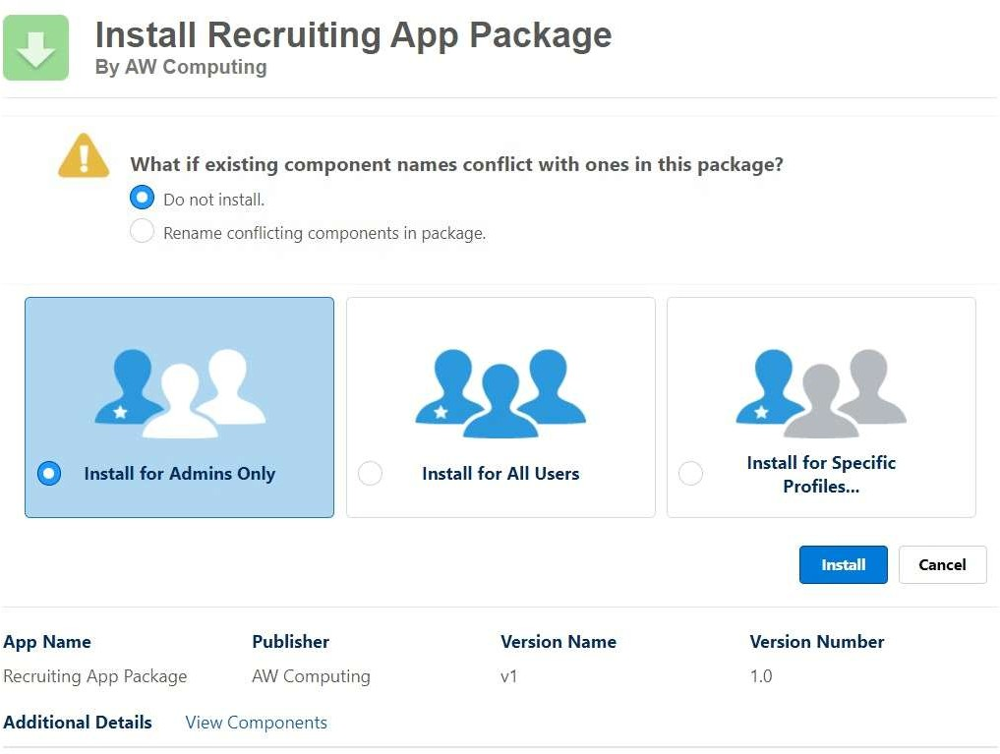 Install Recruiting App Package
By AW Computing
What if existing component names conflict with ones in this package?
Do not install.
Rename conflicting components in package.
Install for Admins Only
Install for All Users
Install for Specific
Profiles...
Install
Cancel
App Name
Publisher
Version Name
Version Number
Recruiting App Package
AW Computing
v1
1.0
Additional Details
View Components